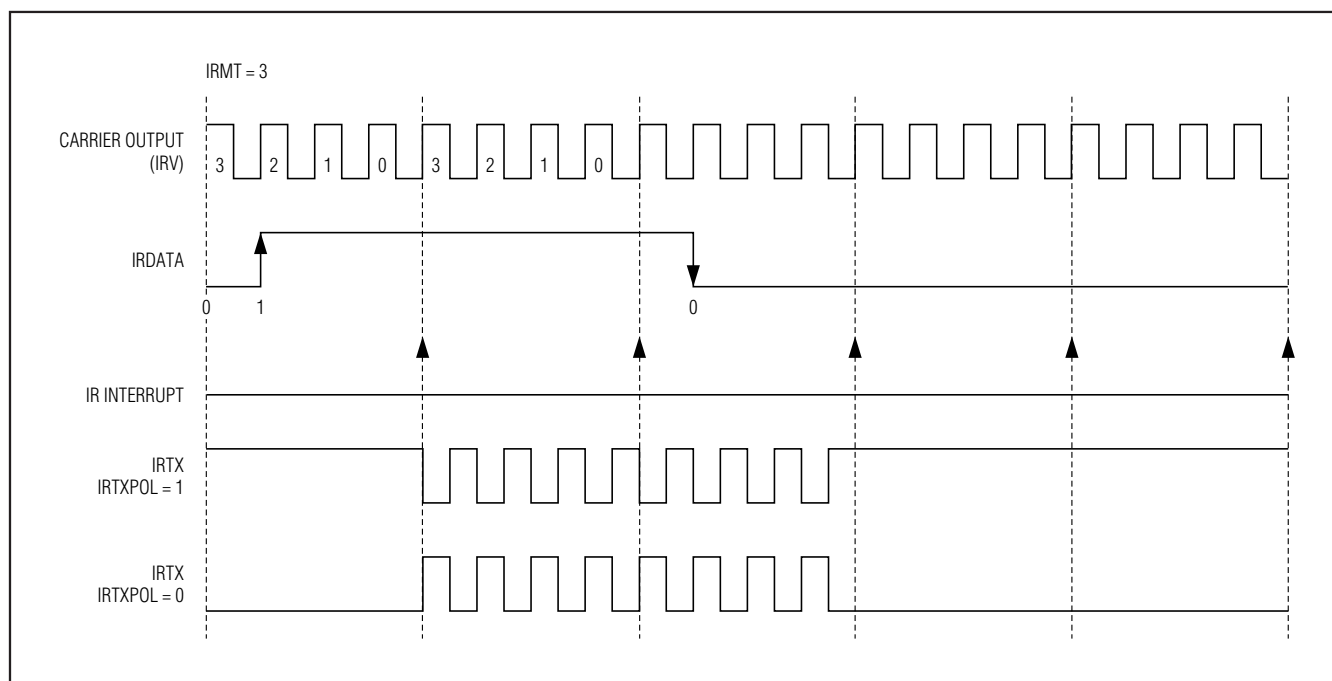 IRMT = 3
CARRIER OUTPUT
(IRV)
3 2 1 0 3 2 1 0
IRDATA
0 1 0
IR INTERRUPT
IRTX
IRTXPOL = 1
IRTX
IRTXPOL = 0